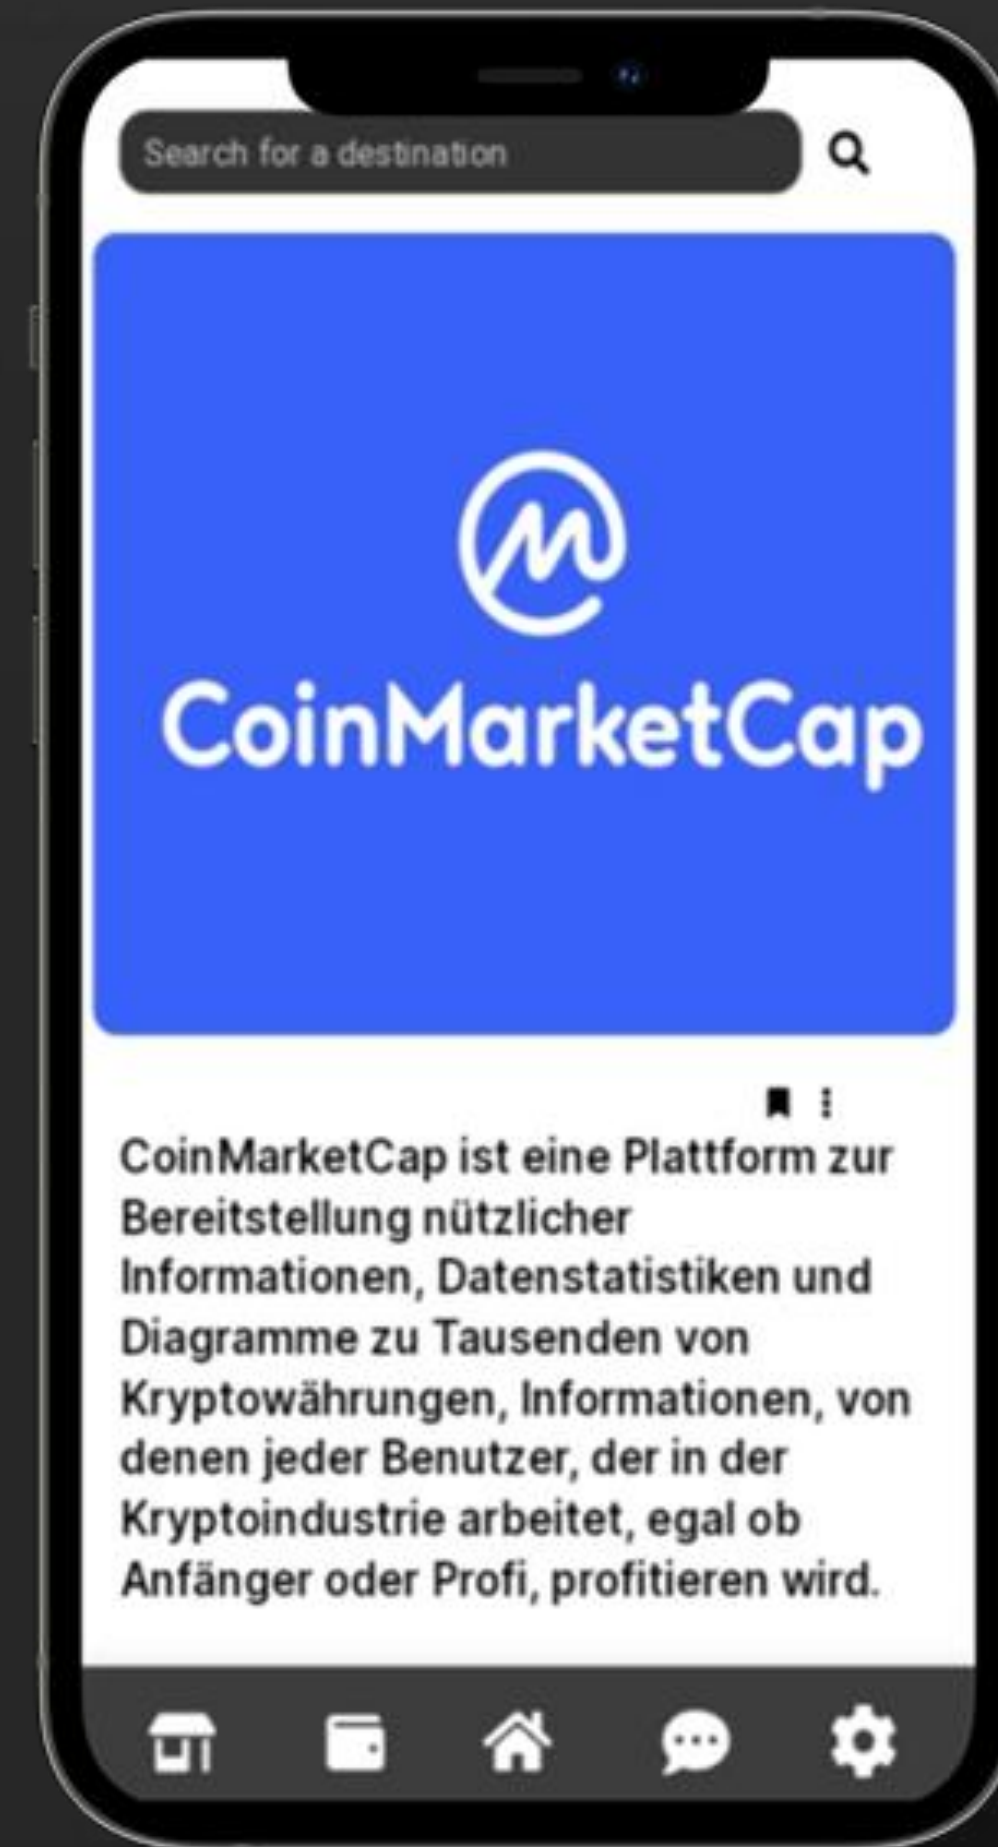 Search for a destination
CoinMarketCap
CoinMarketCap ist eine Plattform zur
Bereitstellung nützlicher
Informationen, Datenstatistiken und
Diagramme zu Tausenden von
Kryptowährungen, Informationen, von
denen jeder Benutzer, der in der
Kryptoindustrie arbeitet, egal ob
Anfänger oder Profi, profitieren wird.